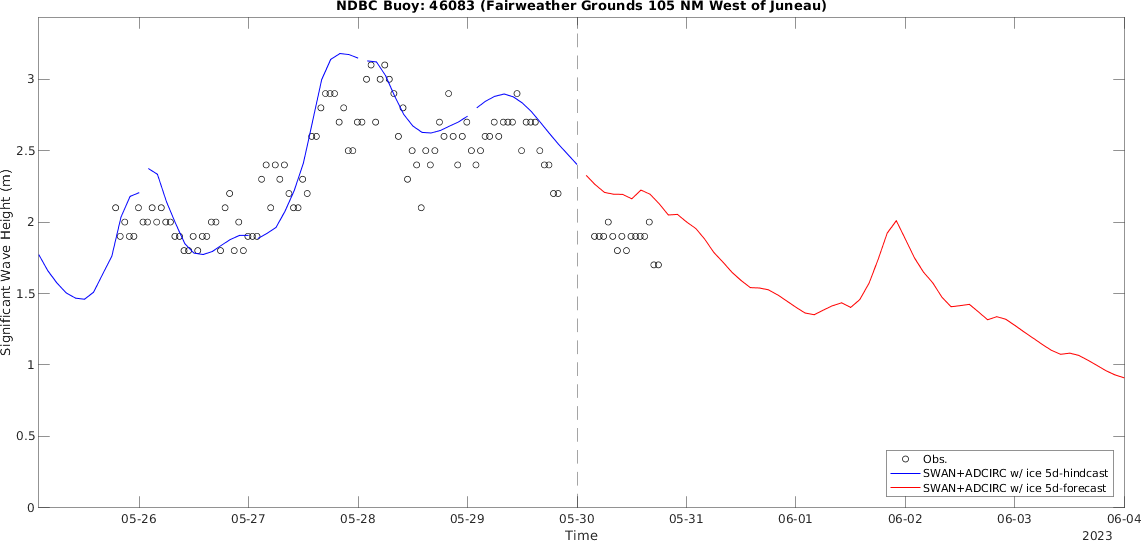 NDBC Buoy: 46083 (Fairweather Grounds 105 NM West of Juneau)
Significant Wave Height (m)
3
2.5
2
1.5
1
0.5
0
Obs.
SWAN+ADCIRC w/ ice 5d-hindcast
SWAN+ADCIRC w/ ice 5d-forecast
05-26 05-27 05-28 05-29 05-30 05-31 06-01 06-02 06-03 06-04
Time
2023